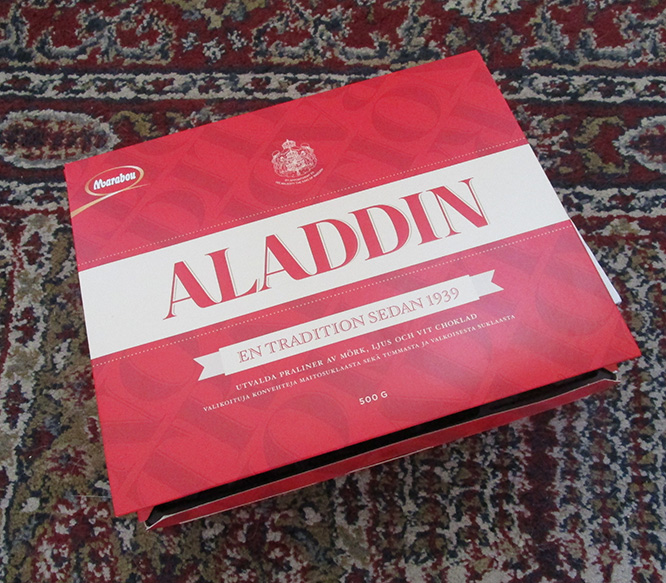 Marabou
ALADDIN
EN TRADITION SEDAN 1939
UTVALDA PRALINER AV MÖRK, LJUS OCH VIT CHOKLAD
VALIKOITUJA KONVEHTEJA MAITOSUKLAASTA SEKÄ TUMMASTA JA VALKOISESTA SUKLAASTA
500 G